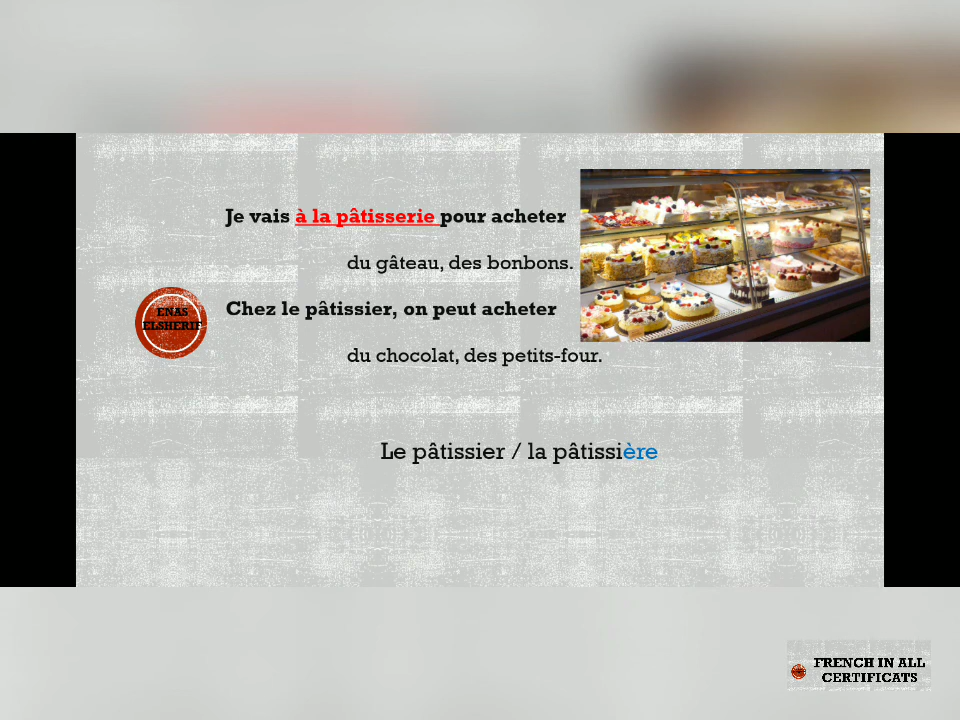 Je vais à la pâtisserie pour acheter
du gâteau, des bonbons.
Chez le pâtissier, on peut acheter
du chocolat, des petits-four.
ENAS
ELSHERIF
Le pâtissier / la pâtissière
FRENCH IN ALL
CERTIFICATS